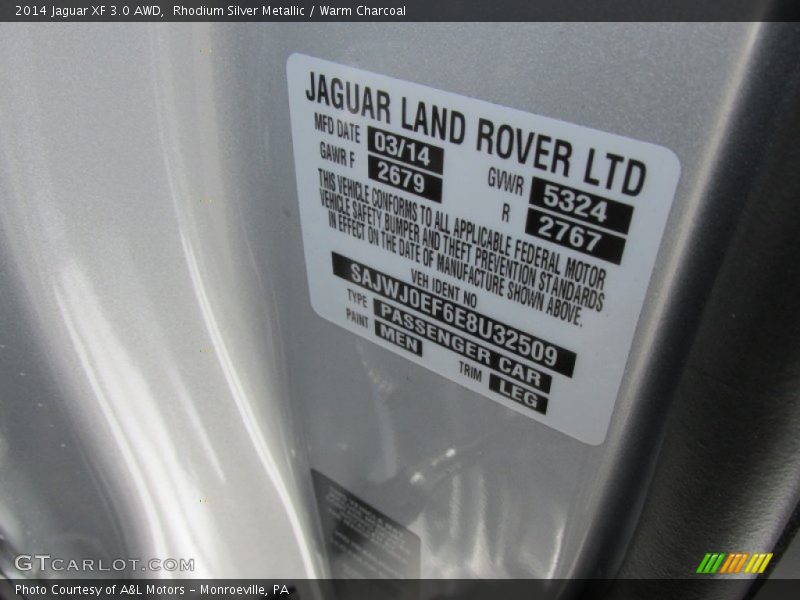 2014 Jaguar XF 3.0 AWD, Rhodium Silver Metallic / Warm Charcoal
JAGUAR LAND ROVER LTD
MFD DATE 03/14 GVWR 5324
GAWR F 2679 R 2767
THIS VEHICLE CONFORMS TO ALL APPLICABLE FEDERAL MOTOR
VEHICLE SAFETY BUMPER AND THEFT PREVENTION STANDARDS
IN EFFECT ON THE DATE OF MANUFACTURE SHOWN ABOVE.
VEH IDENT NO
SAJWJ0EF6E8U32509
TYPE PASSENGER CAR
PAINT MEN TRIM LEG
GTCARLOT.COM
Photo Courtesy of A&L Motors - Monroeville, PA